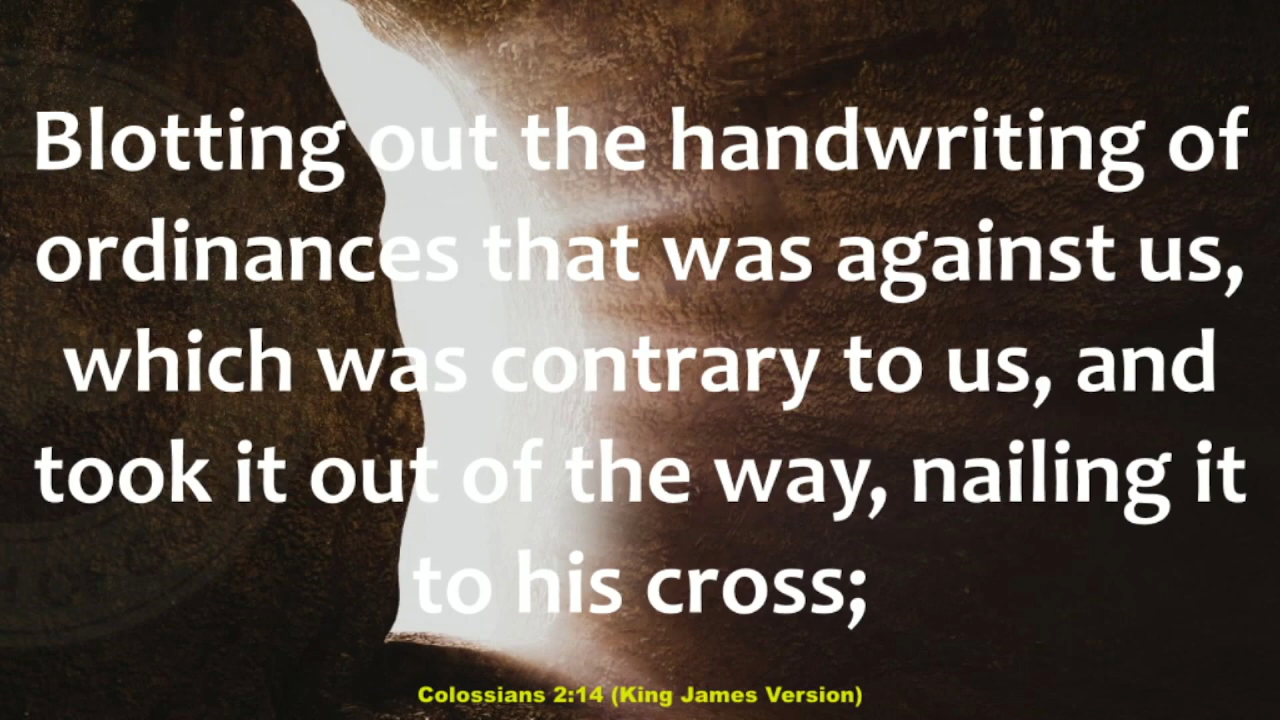 Blotting out the handwriting of
ordinances that was against us,
which was contrary to us, and
took it out of the way, nailing it
to his cross;
Colossians 2:14 (King James Version)